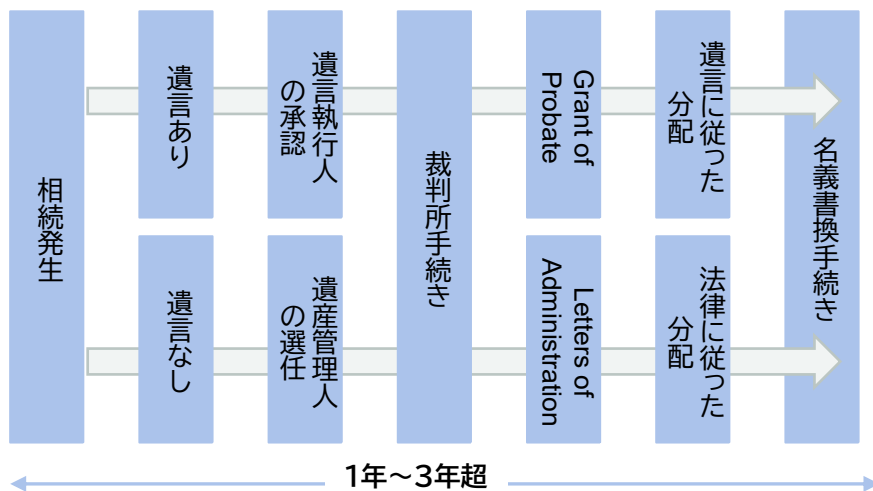 相続発生
遺言あり
遺言執行人
の承認
裁判所手続き
Grant of
Probate
遺言に従った
分配
名義書換手続き
遺言なし
遺産管理人
の選任
Letters of
Administration
法律に従った
分配
1年～3年超